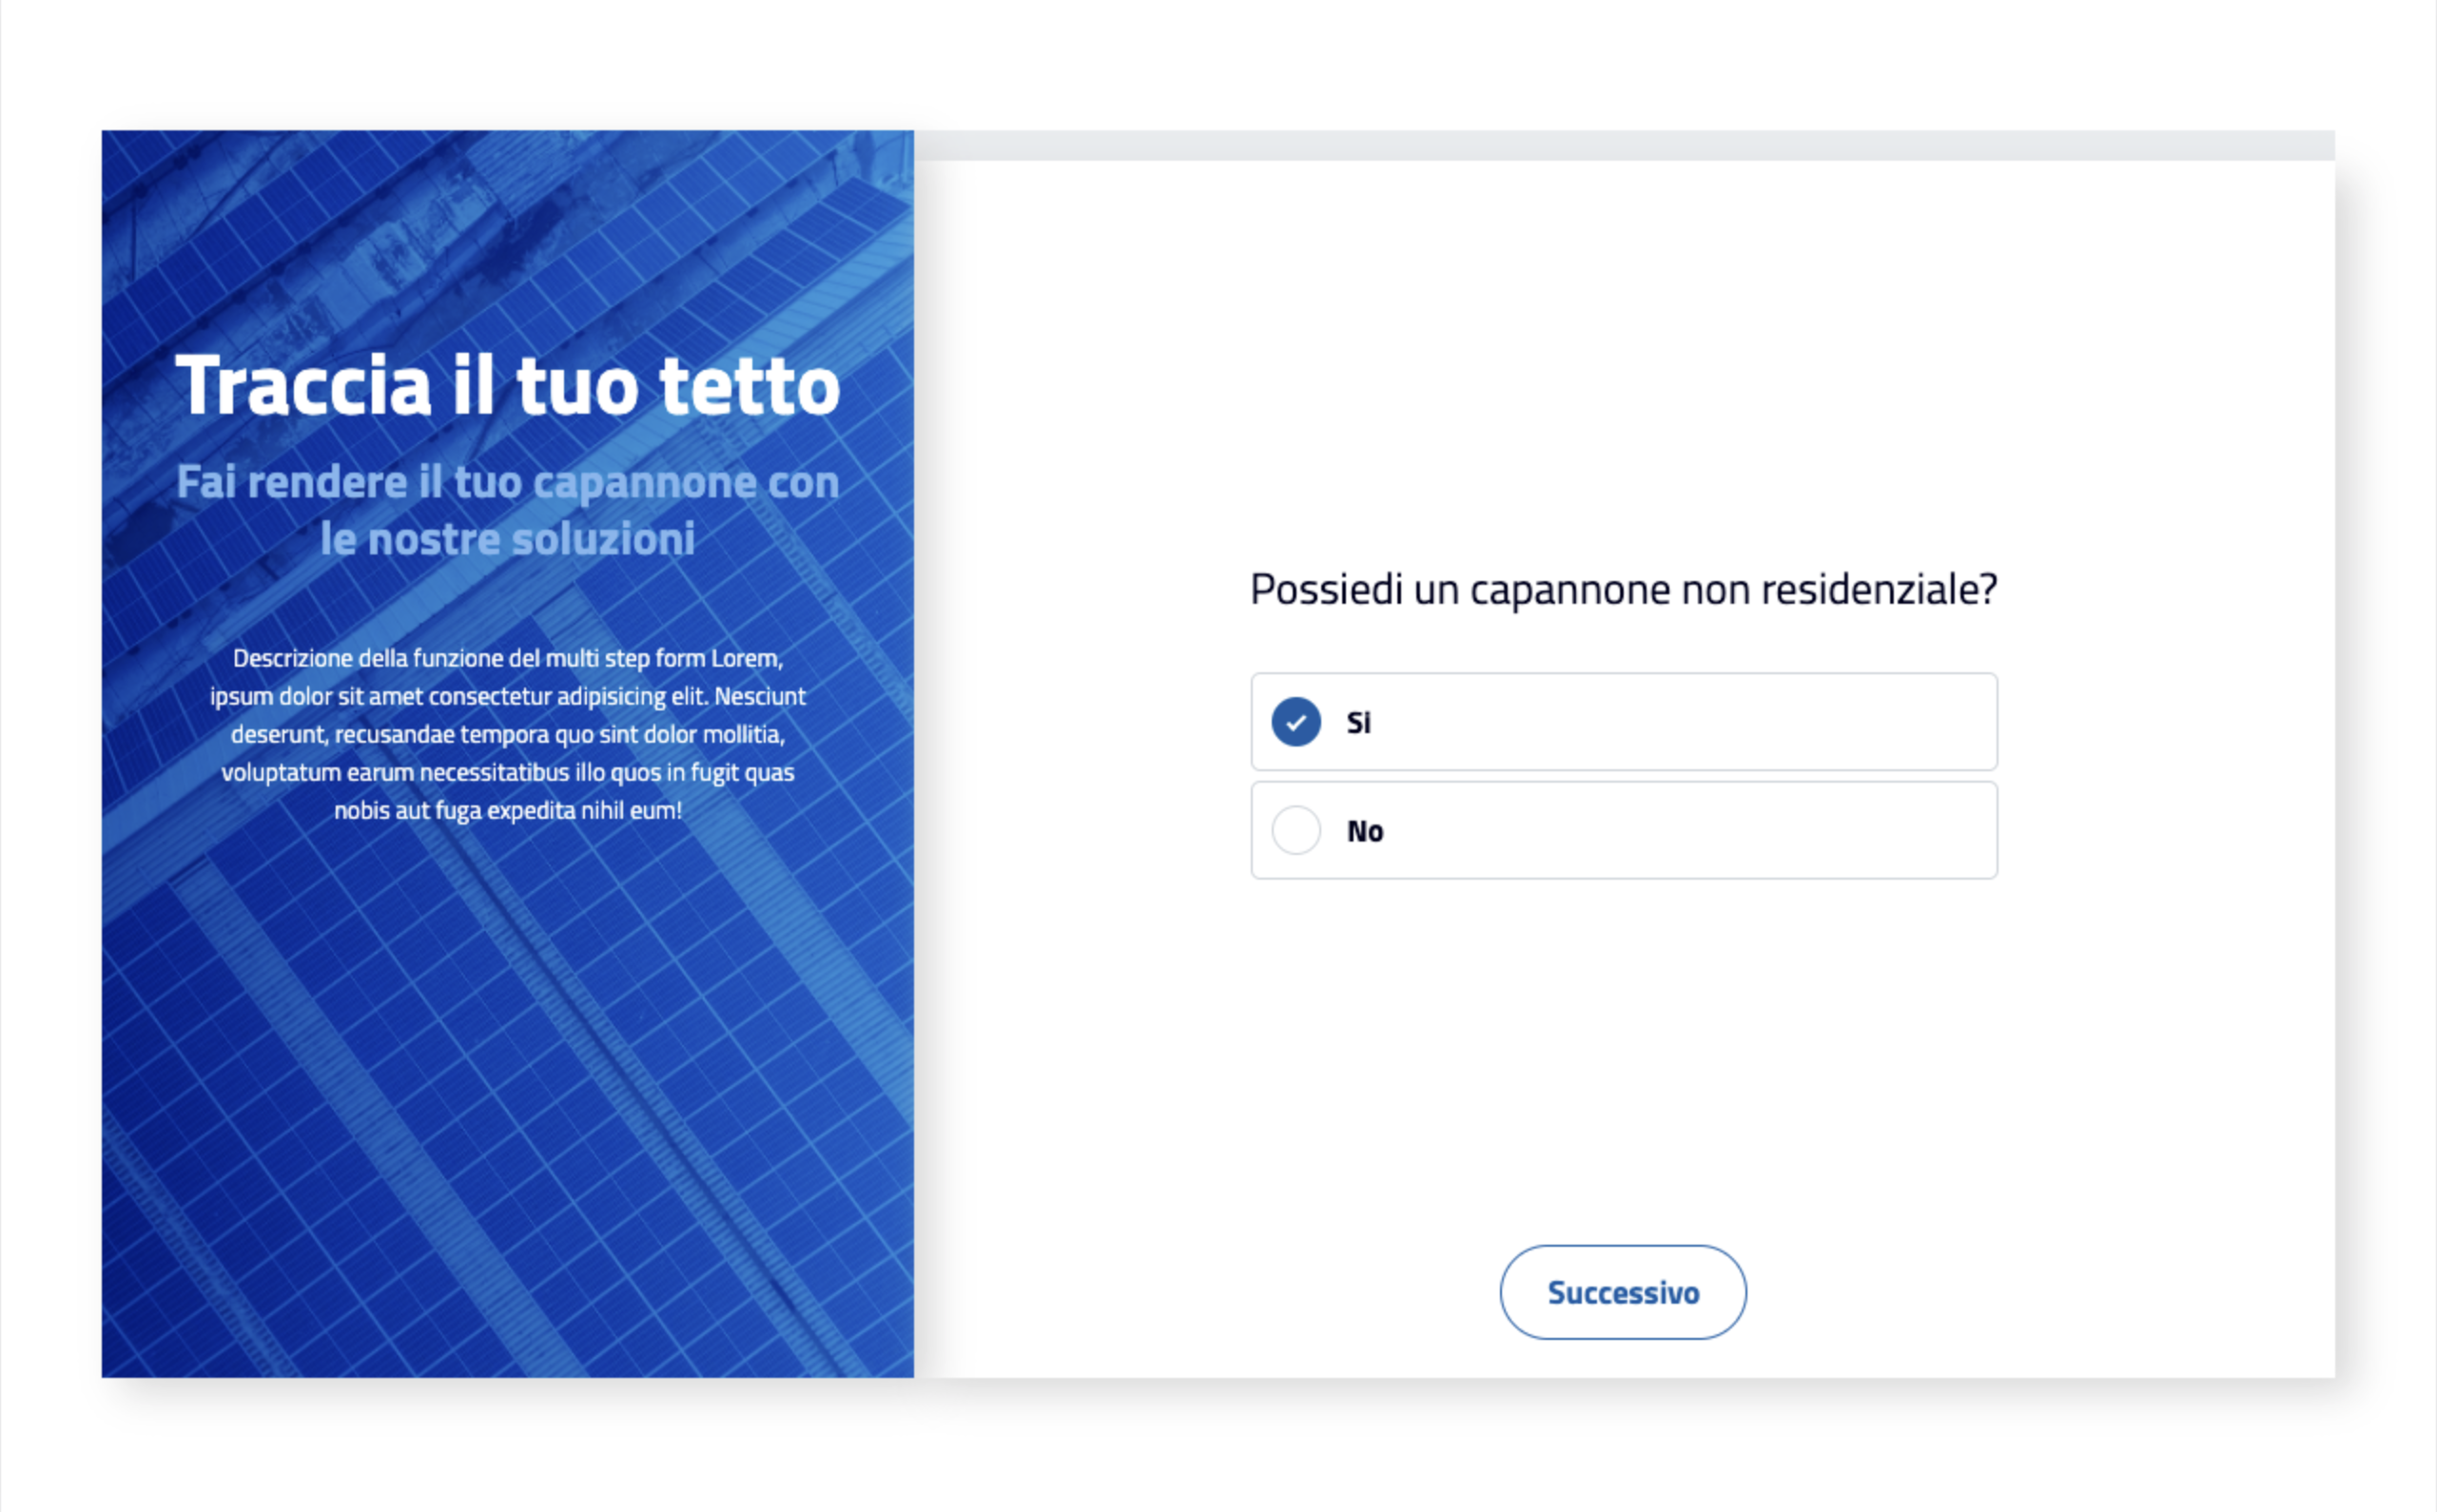 Traccia il tuo tetto
Fai rendere il tuo capannone con
le nostre soluzioni
Descrizione della funzione del multi step form Lorem,
ipsum dolor sit amet consectetur adipisicing elit. Nesciunt
deserunt, recusandae tempora quo sint dolor mollitia,
voluptatum earum necessitatibus illo quos in fugit quas
nobis aut fuga expedita nihil eum!
Possiedi un capannone non residenziale?
Si
No
Successivo